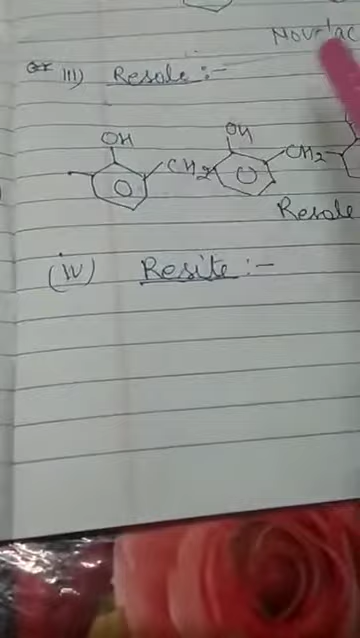 Novolac
iii) Resole :-
OH OH
CH2 CH2
Resole
(iv) Resite :-